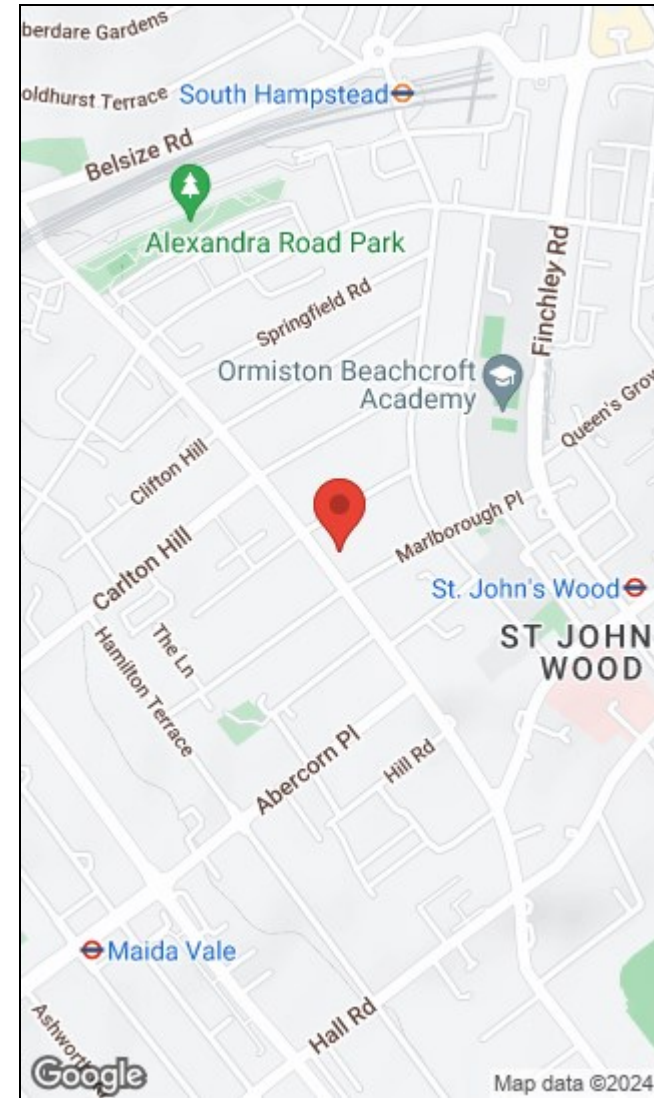 berdare Gardens
oldhurst Terrace
South Hampstead
Belsize Rd
Alexandra Road Park
Finchley Rd
Springfield Rd
Ormiston Beachcroft
Academy
Queen's Grov
Clifton Hill
Marlborough Pl
Carlton Hill
St. John's Wood
The Ln
ST JOHN
WOOD
Hamilton Terrace
Abercorn Pl
Hill Rd
Maida Vale
Hall Rd
Ashworth
Google
Map data ©2024